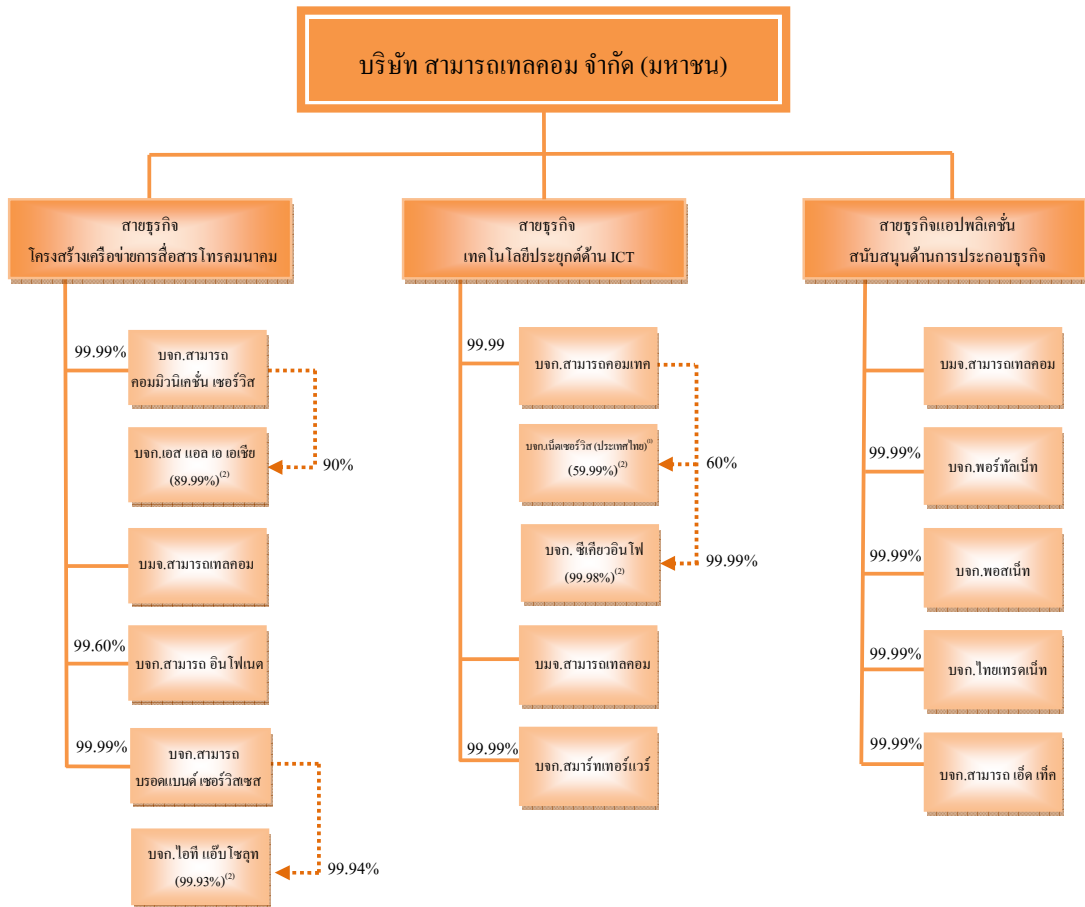 บริษัท สามารถเทลคอม จำกัด (มหาชน)
สายธุรกิจ
โครงสร้างเครือข่ายการสื่อสารโทรคมนาคม
99.99%
บจก.สามารถ
คอมมิวนิเคชั่น เซอร์วิส
บจก.เอส แอล เอ เอเซีย
(89.99%)(2)
90%
บมจ.สามารถเทลคอม
99.60%
บจก.สามารถ อินโฟเนต
99.99%
บจก.สามารถ
บรอดแบนด์ เซอร์วิสเซส
บจก.ไอที แอ๊บโซลุท
(99.93%)(2)
99.94%
สายธุรกิจ
เทคโนโลยีประยุกต์ด้าน ICT
99.99
บจก.สามารถคอมเทค
บจก.เน็ตเซอร์วิส (ประเทศไทย)(1)
(59.99%)(2)
60%
บจก. ซีเคียวอินโฟ
(99.98%)(2)
99.99%
บมจ.สามารถเทลคอม
99.99%
บจก.สมาร์ทเทอร์แวร์
สายธุรกิจแอปพลิเคชั่น
สนับสนุนด้านการประกอบธุรกิจ
บมจ.สามารถเทลคอม
99.99%
บจก.พอร์ทัลเน็ท
99.99%
บจก.พอสเน็ท
99.99%
บจก.ไทยเทรดเน็ท
99.99%
บจก.สามารถ เอ็ด เท็ค